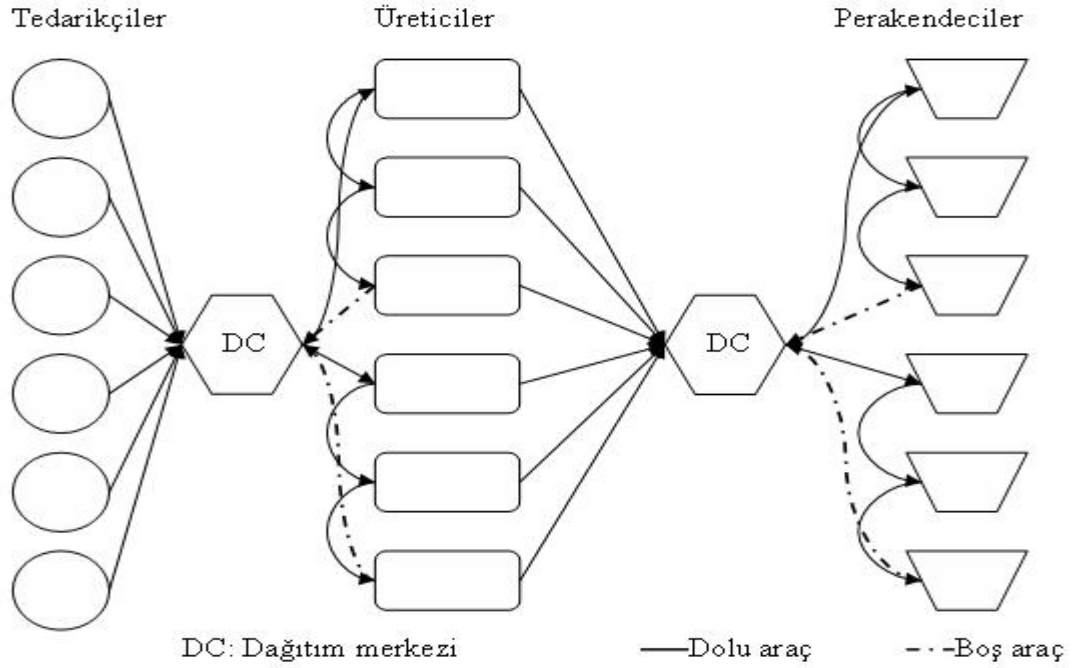 Tedarikçiler
Üreticiler
Perakendeciler
DC
DC
DC: Dağıtım merkezi
Dolu araç
Boş araç